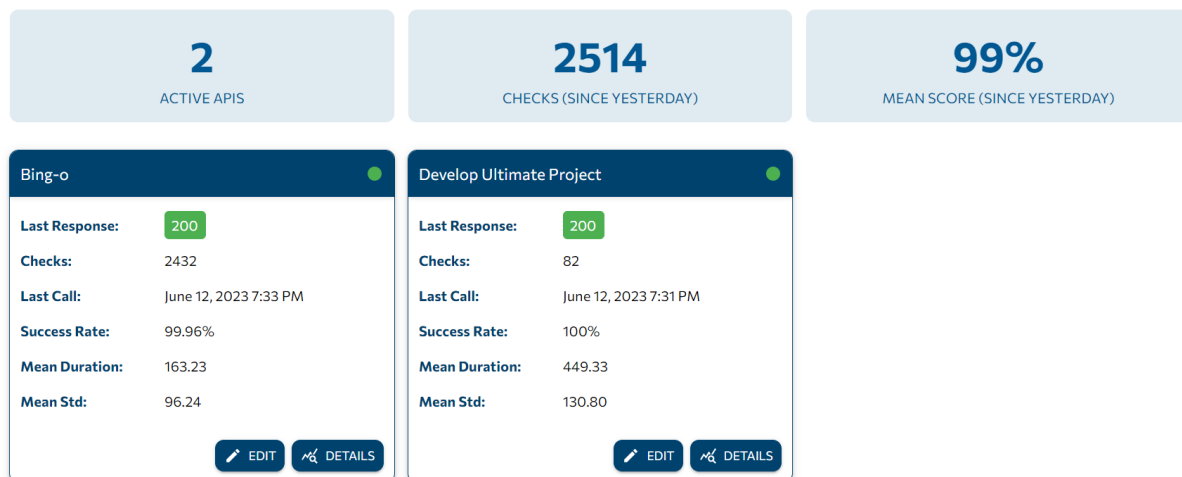 2
ACTIVE APIS
2514
CHECKS (SINCE YESTERDAY)
99%
MEAN SCORE (SINCE YESTERDAY)
Bing-o
Last Response: 200
Checks: 2432
Last Call: June 12, 2023 7:33 PM
Success Rate: 99.96%
Mean Duration: 163.23
Mean Std: 96.24
EDIT DETAILS
Develop Ultimate Project
Last Response: 200
Checks: 82
Last Call: June 12, 2023 7:31 PM
Success Rate: 100%
Mean Duration: 449.33
Mean Std: 130.80
EDIT DETAILS